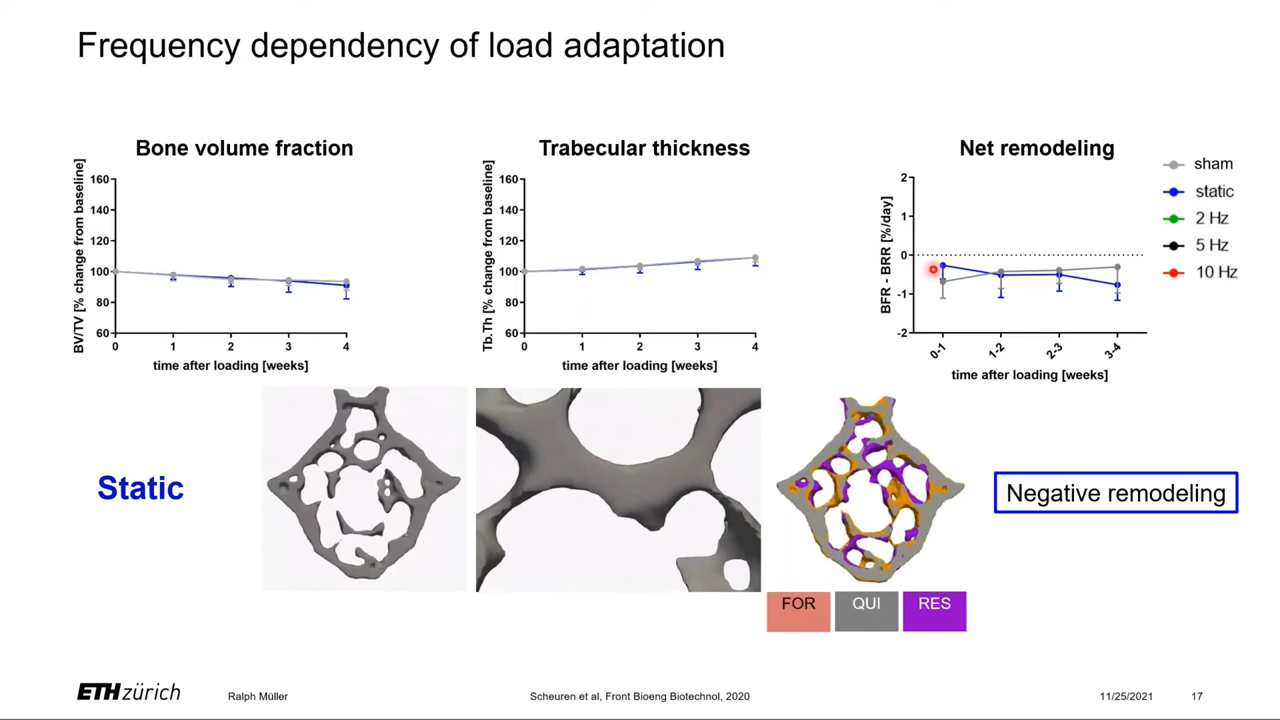 Frequency dependency of load adaptation
Bone volume fraction
BV/TV [% change from baseline]
160
140
120
100
80
60
0 1 2 3 4
time after loading [weeks]
Trabecular thickness
Tb.Th [% change from baseline]
160
140
120
100
80
60
0 1 2 3 4
time after loading [weeks]
Net remodeling
BFR - BRR [%/day]
2
1
0
-1
-2
0-1 1-2 2-3 3-4
time after loading [weeks]
sham
static
2 Hz
5 Hz
10 Hz
Static
Negative remodeling
FOR QUI RES
ETH zürich
Ralph Müller
Scheuren et al, Front Bioeng Biotechnol, 2020
11/25/2021
17